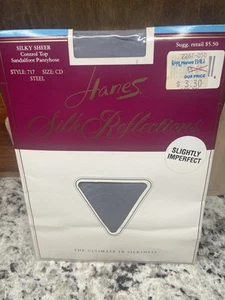 SILKY SHEER
Control Top
Sandalfoot Pantyhose
STYLE: 717 SIZE: CD
STEEL
Sugg. retail $5.50
OUR PRICE
$3.30
Hanes
Silk Reflections
SLIGHTLY
IMPERFECT
THE ULTIMATE IN SILKINESS